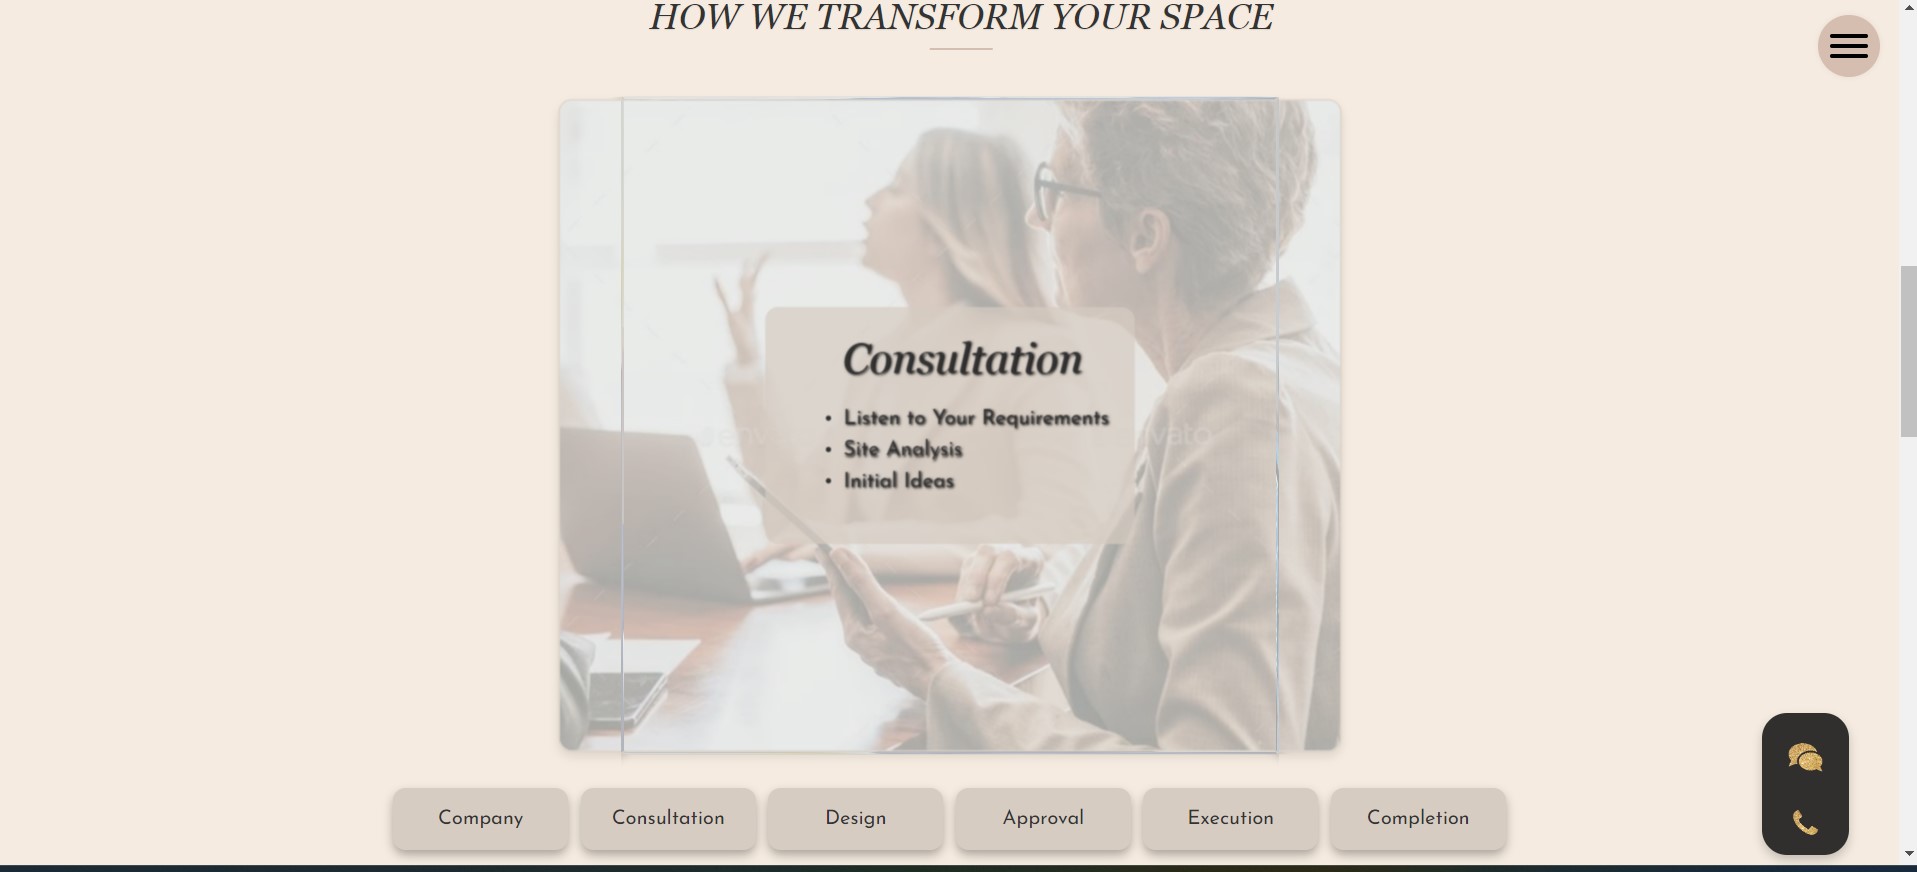 HOW WE TRANSFORM YOUR SPACE
Consultation
• Listen to Your Requirements
• Site Analysis
• Initial Ideas
Company
Consultation
Design
Approval
Execution
Completion